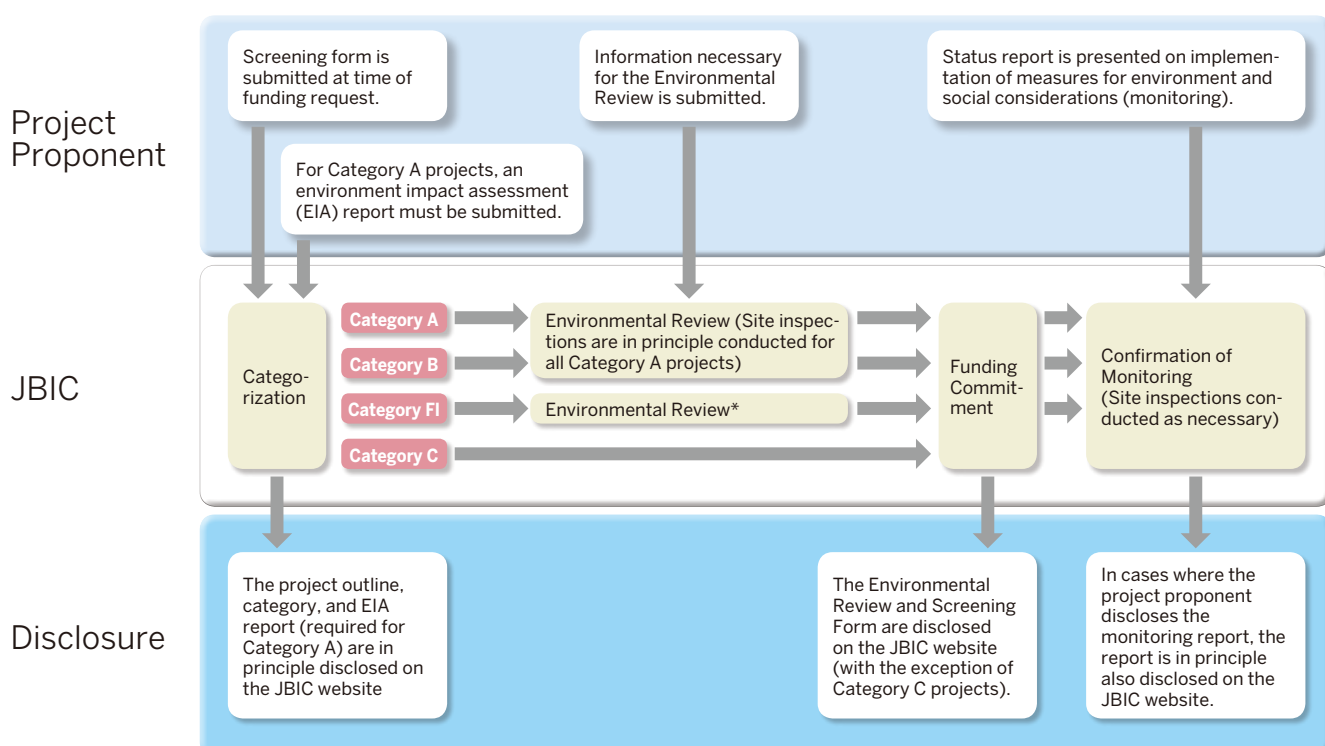 Project
Proponent
Screening form is
submitted at time of
funding request.
Information necessary
for the Environmental
Review is submitted.
Status report is presented on implemen-
tation of measures for environment and
social considerations (monitoring).
For Category A projects, an
environment impact assessment
(EIA) report must be submitted.
JBIC
Catego-
rization
Category A
Category B
Category FI
Category C
Environmental Review (Site inspec-
tions are in principle conducted for
all Category A projects)
Environmental Review*
Funding
Commit-
ment
Confirmation of
Monitoring
(Site inspections con-
ducted as necessary)
Disclosure
The project outline,
category, and EIA
report (required for
Category A) are in
principle disclosed on
the JBIC website
The Environmental
Review and Screening
Form are disclosed
on the JBIC website
(with the exception of
Category C projects).
In cases where the
project proponent
discloses the
monitoring report, the
report is in principle
also disclosed on the
JBIC website.